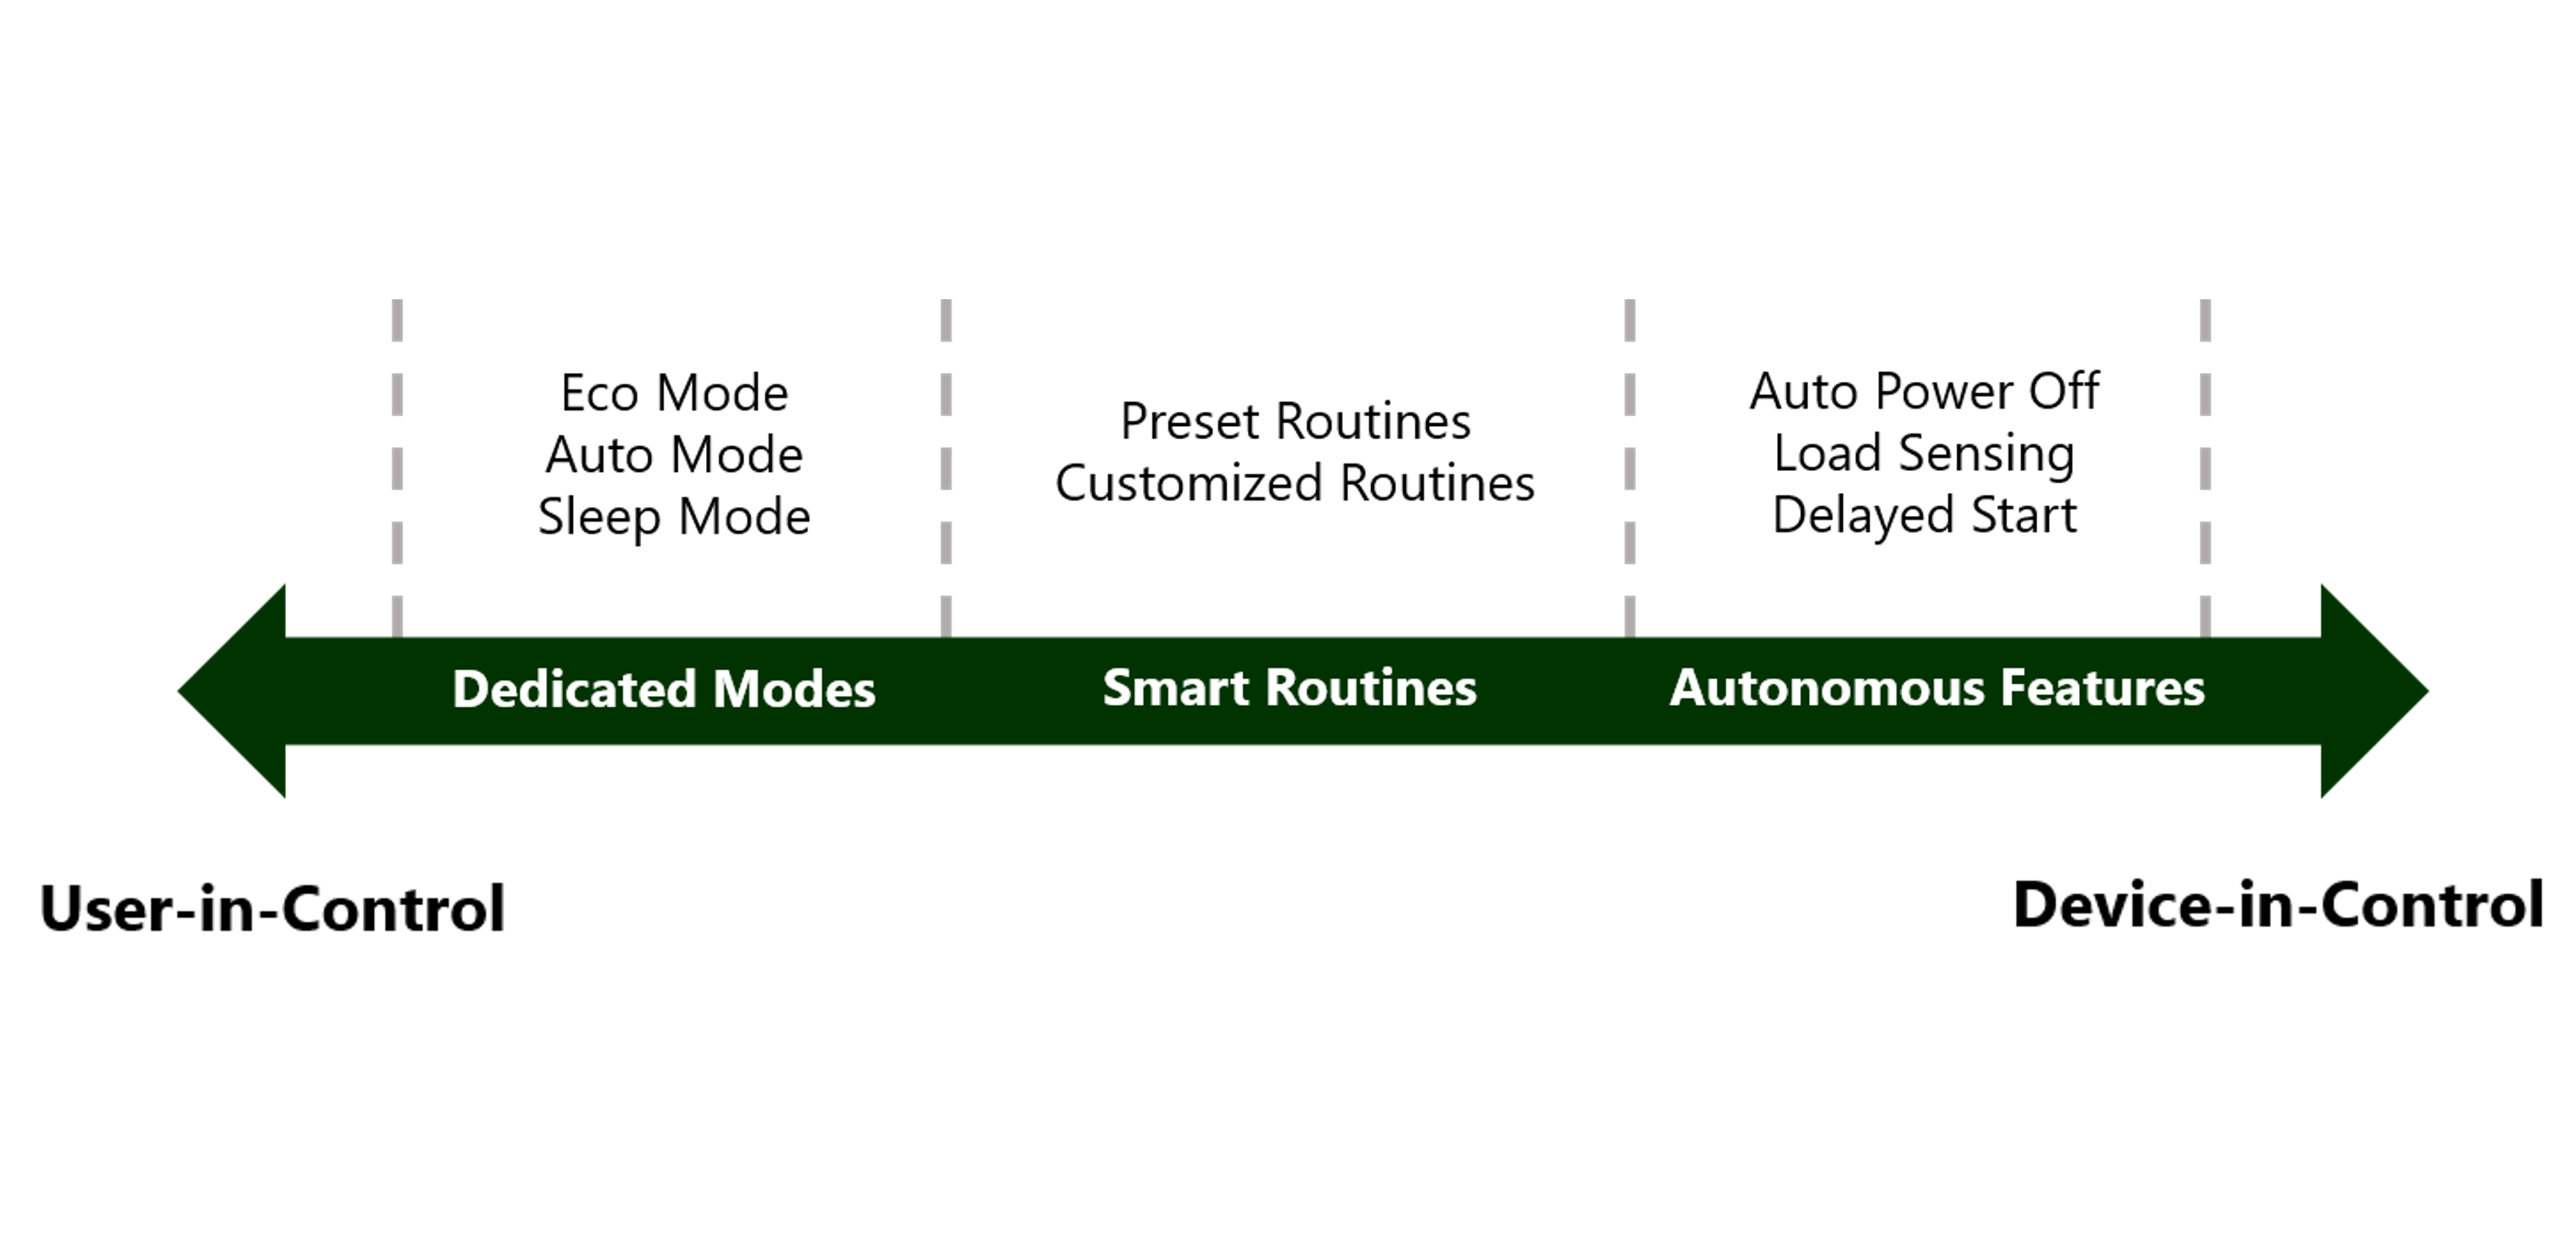 Eco Mode
Auto Mode
Sleep Mode
Preset Routines
Customized Routines
Auto Power Off
Load Sensing
Delayed Start
Dedicated Modes
Smart Routines
Autonomous Features
User-in-Control
Device-in-Control